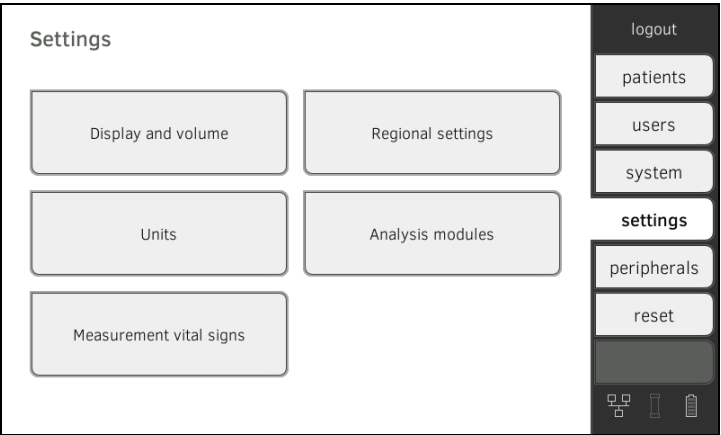 Settings
Display and volume
Regional settings
Units
Analysis modules
Measurement vital signs
logout
patients
users
system
settings
peripherals
reset